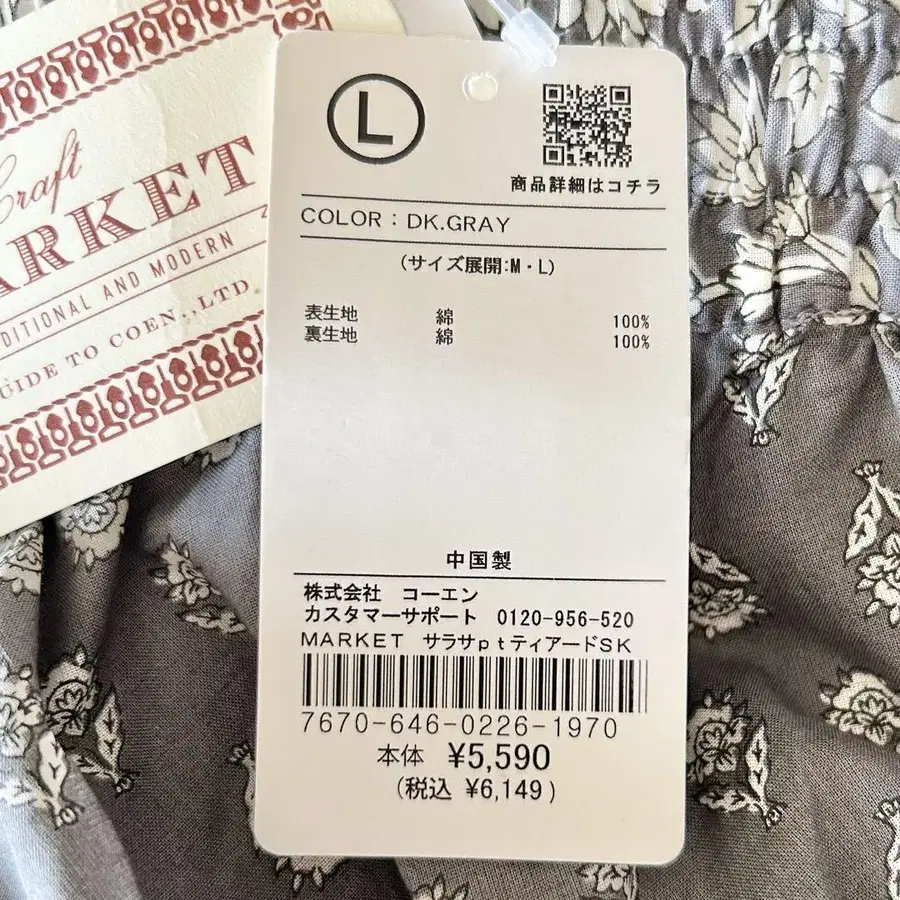 Craft
MARKET
DITIONAL AND MODERN
GUIDE TO COEN.,LTD.
L
商品詳細はコチラ
COLOR : DK.GRAY
(サイズ展開:M・L)
表生地 綿 100%
裏生地 綿 100%
中国製
株式会社 コーエン
カスタマーサポート 0120-956-520
MARKET サラサptティアードSK
7670-646-0226-1970
本体 ¥5,590
(税込 ¥6,149)